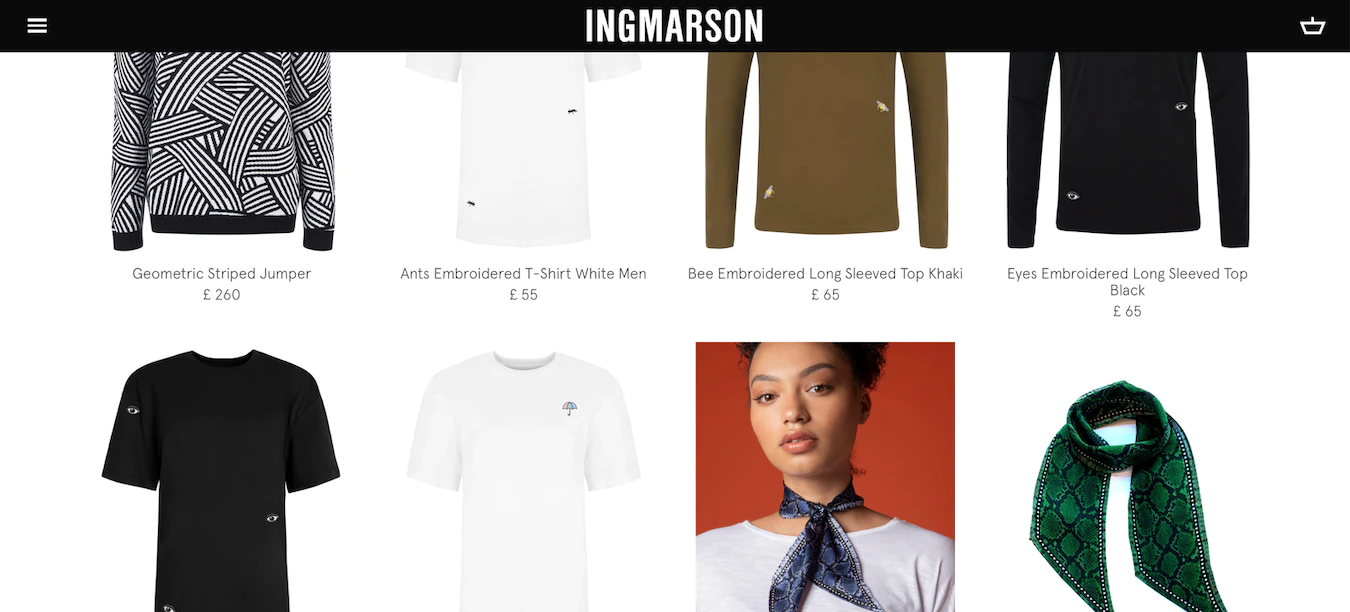 INGMARSON
Geometric Striped Jumper
£ 260
Ants Embroidered T-Shirt White Men
£ 55
Bee Embroidered Long Sleeved Top Khaki
£ 65
Eyes Embroidered Long Sleeved Top
Black
£ 65